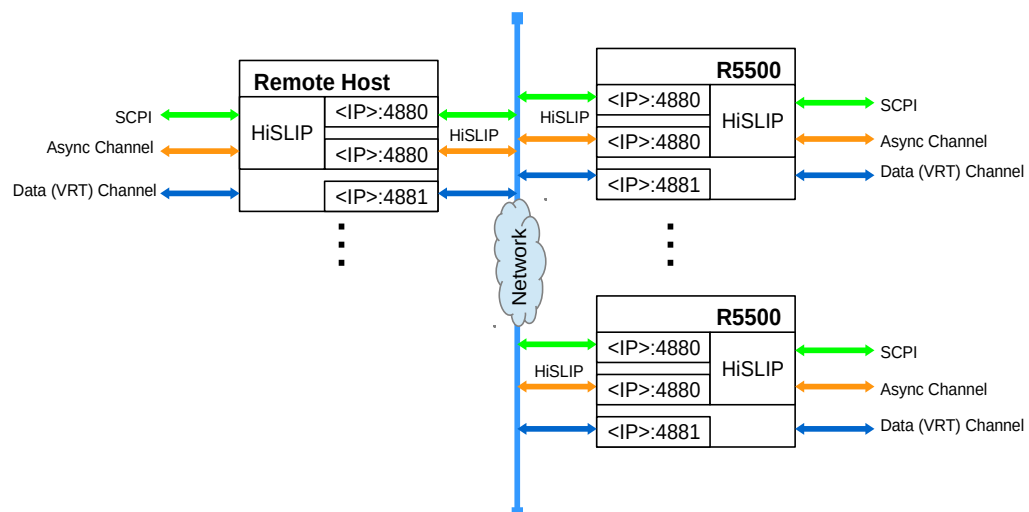 Remote Host
SCPI
Async Channel
Data (VRT) Channel
HiSLIP
<IP>:4880
<IP>:4880
<IP>:4881
HiSLIP
Network
R5500
HiSLIP
<IP>:4880
<IP>:4880
<IP>:4881
HiSLIP
SCPI
Async Channel
Data (VRT) Channel
R5500
HiSLIP
<IP>:4880
<IP>:4880
<IP>:4881
HiSLIP
SCPI
Async Channel
Data (VRT) Channel